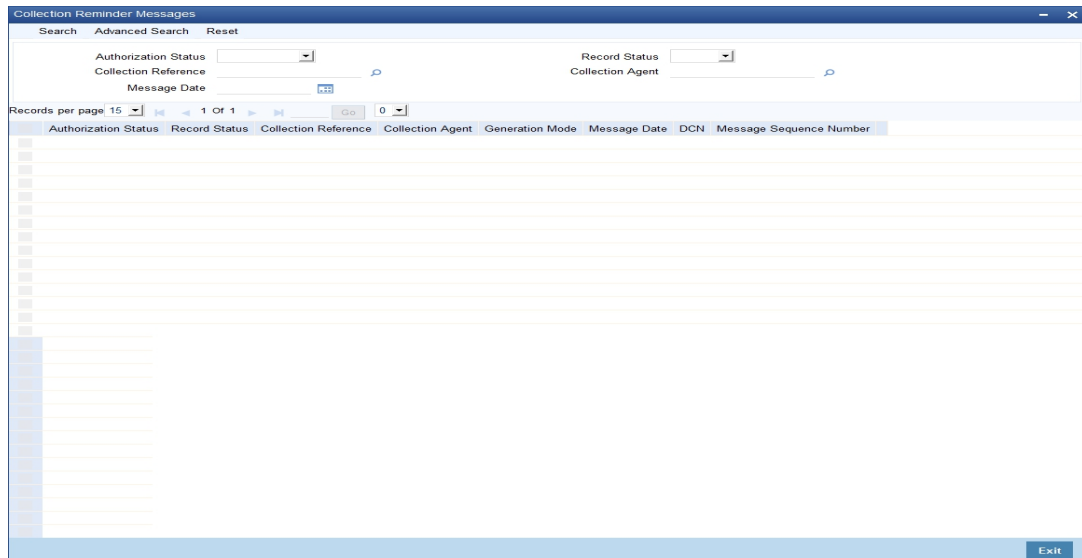 Collection Reminder Messages
Search Advanced Search Reset
Authorization Status Record Status
Collection Reference Collection Agent
Message Date
Records per page 15 1 Of 1 Go 0
Authorization Status Record Status Collection Reference Collection Agent Generation Mode Message Date DCN Message Sequence Number
Exit